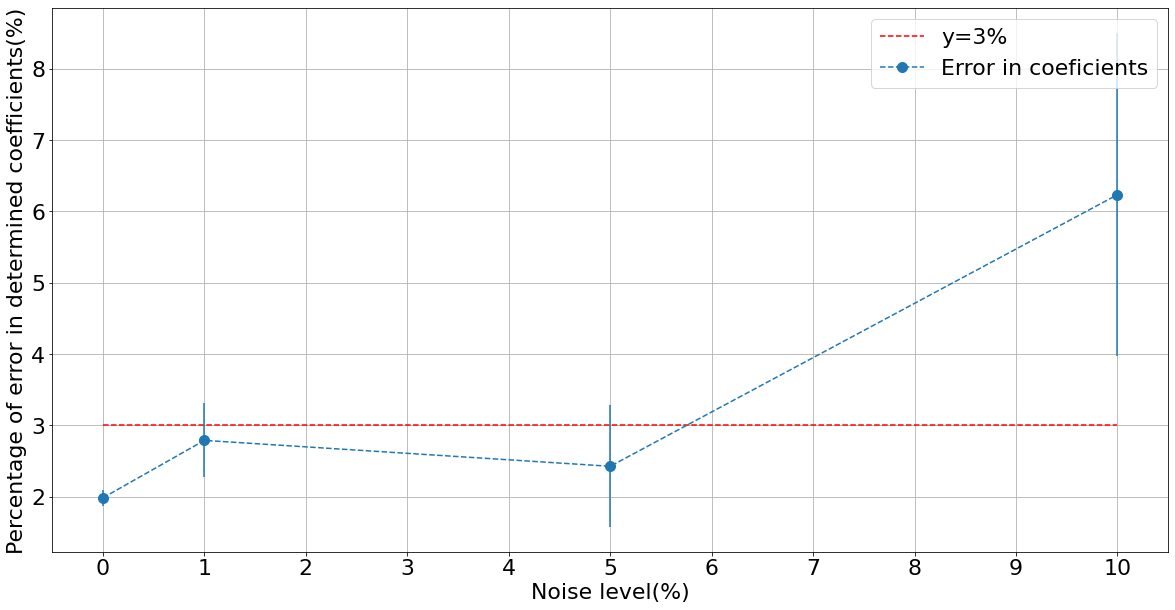 Percentage of error in determined coefficients(%)
8
7
6
5
4
3
2
y=3%
Error in coeficients
0 1 2 3 4 5 6 7 8 9 10
Noise level(%)